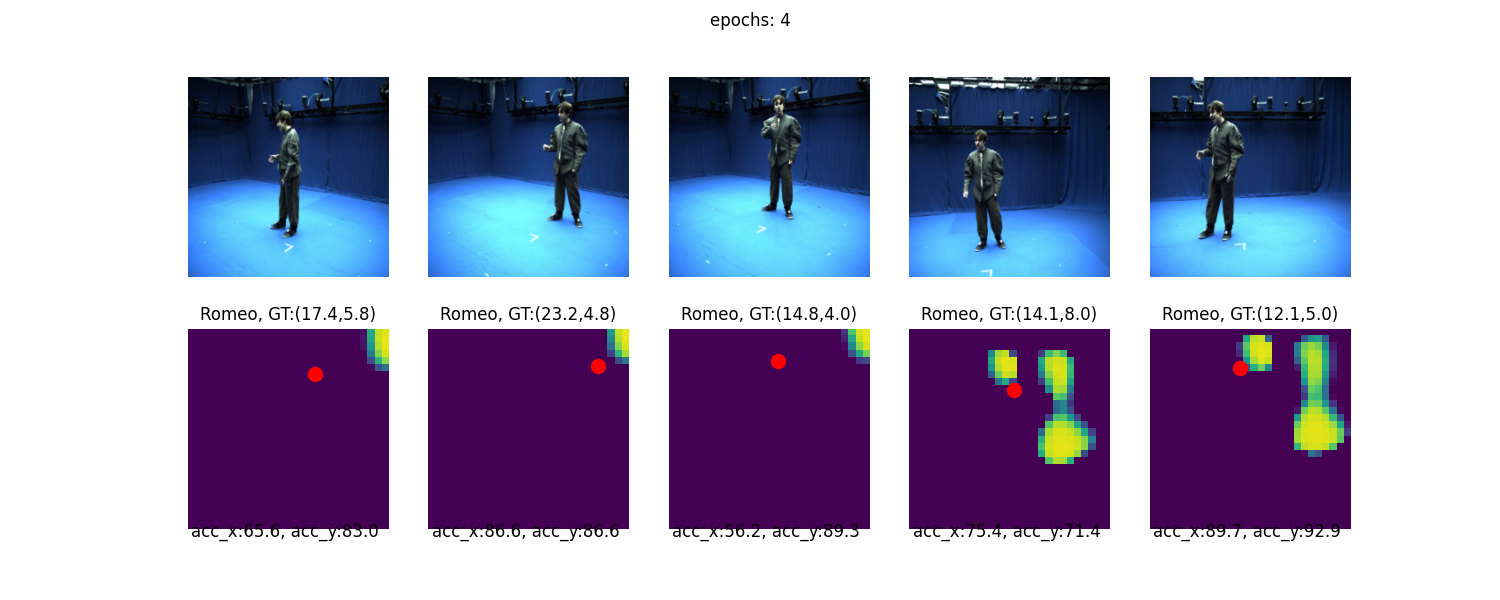 epochs: 4
Romeo, GT:(17.4,5.8)
Romeo, GT:(23.2,4.8)
Romeo, GT:(14.8,4.0)
Romeo, GT:(14.1,8.0)
Romeo, GT:(12.1,5.0)
acc_x:65.6, acc_y:83.0
acc_x:86.6, acc_y:86.6
acc_x:56.2, acc_y:89.3
acc_x:75.4, acc_y:71.4
acc_x:89.7, acc_y:92.9